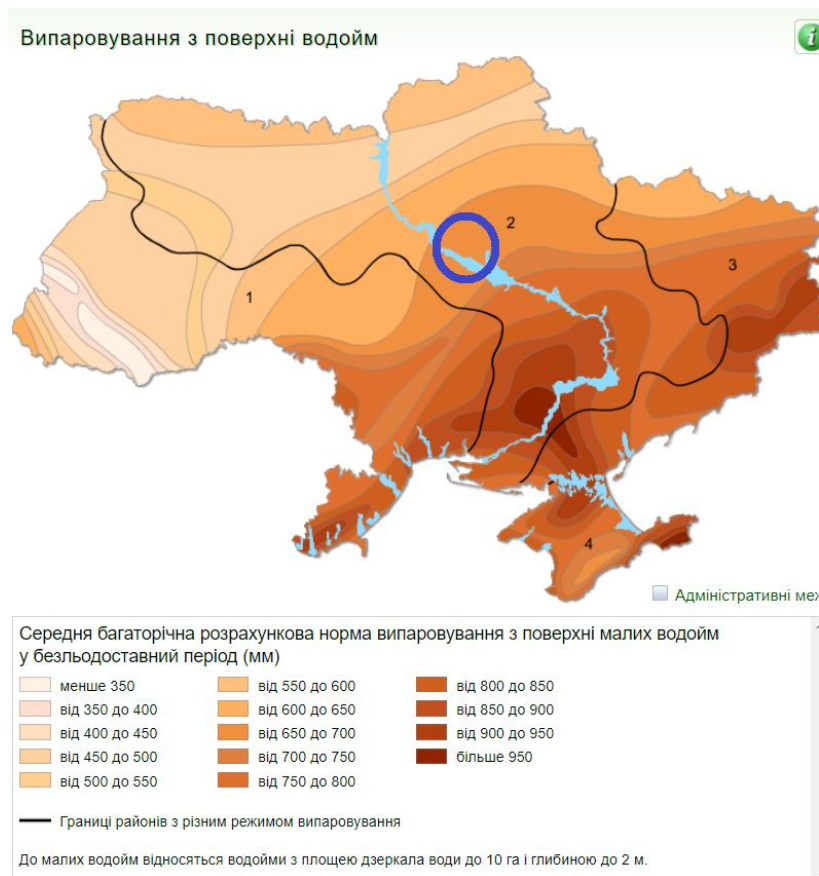 Випаровування з поверхні водойм
i
2
3
1
4
Адміністративні меж
Середня багаторічна розрахункова норма випаровування з поверхні малих водойм
у безльодоставний період (мм)
менше 350
від 350 до 400
від 400 до 450
від 450 до 500
від 500 до 550
від 550 до 600
від 600 до 650
від 650 до 700
від 700 до 750
від 750 до 800
від 800 до 850
від 850 до 900
від 900 до 950
більше 950
Границі районів з різним режимом випаровування
До малих водойм відносяться водойми з площею дзеркала води до 10 га і глибиною до 2 м.